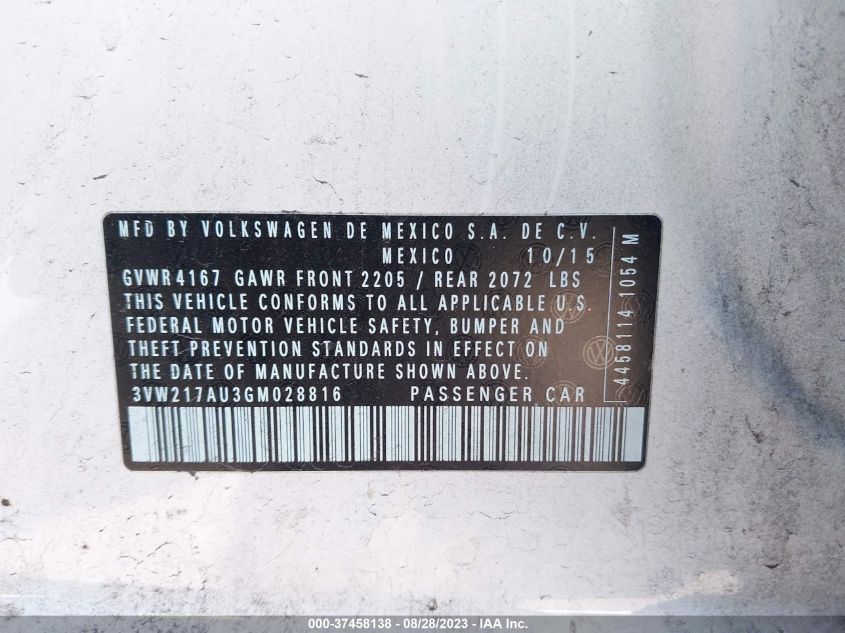 MFD BY VOLKSWAGEN DE MEXICO S.A. DE C.V.
MEXICO 10/15
GVWR 4167 GAWR FRONT 2205 / REAR 2072 LBS
THIS VEHICLE CONFORMS TO ALL APPLICABLE U.S.
FEDERAL MOTOR VEHICLE SAFETY, BUMPER AND
THEFT PREVENTION STANDARDS IN EFFECT ON
THE DATE OF MANUFACTURE SHOWN ABOVE.
3VW217AU3GM028816 PASSENGER CAR
4458114 1054 M
000-37458138 - 08/28/2023 - IAA Inc.